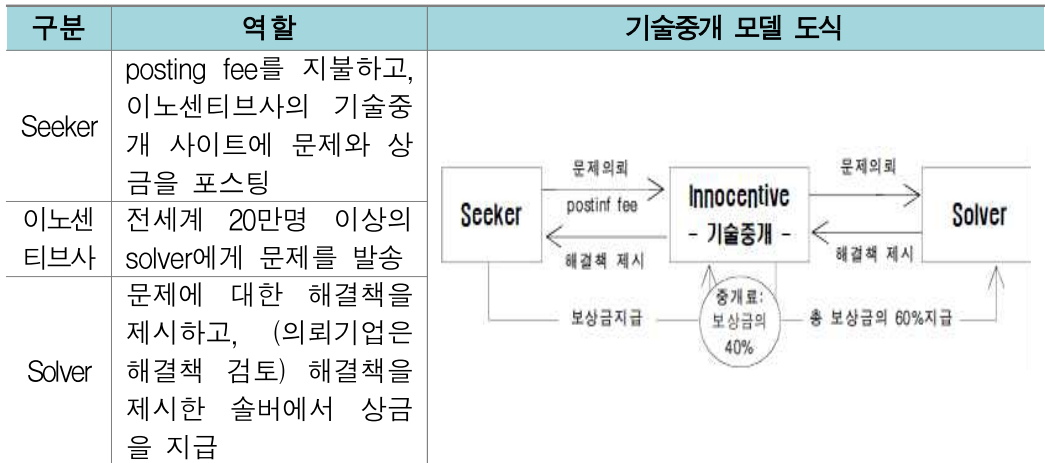 구분 역할 기술중개 모델 도식
Seeker
posting fee를 지불하고,
이노센티브사의 기술중
개 사이트에 문제와 상
금을 포스팅
이노센
티브사
전세계 20만명 이상의
solver에게 문제를 발송
Solver
문제에 대한 해결책을
제시하고, (의뢰기업은
해결책 검토) 해결책을
제시한 솔버에서 상금
을 지급
Seeker
문제의뢰
postinf fee
해결책 제시
Innocentive
- 기술중개 -
문제의뢰
해결책 제시
Solver
보상금지급
중개료:
보상금의
40%
총 보상금의 60%지급